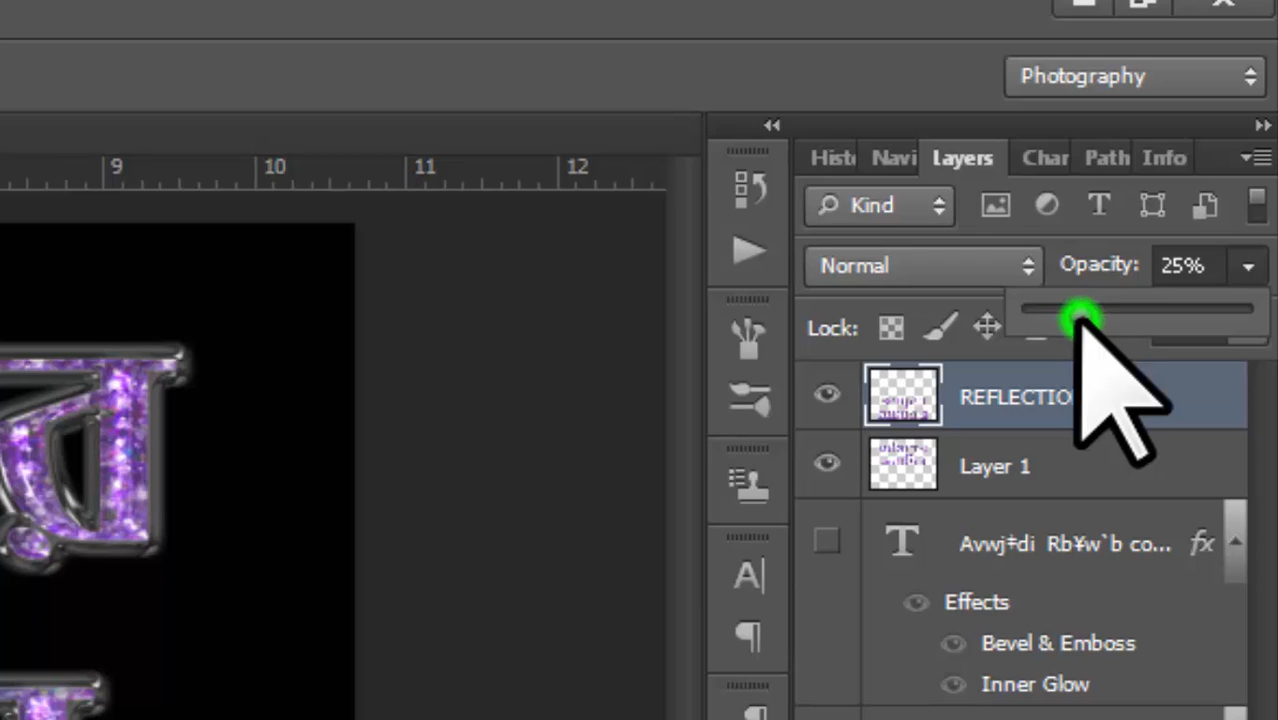 Photography
9 10 11 12
Hist Navi Layers Char Path Info
Kind T
Normal Opacity: 25%
Lock:
REFLECTIO
Layer 1
T Avwj‡di Rb¥w`b co... fx
Effects
Bevel & Emboss
Inner Glow